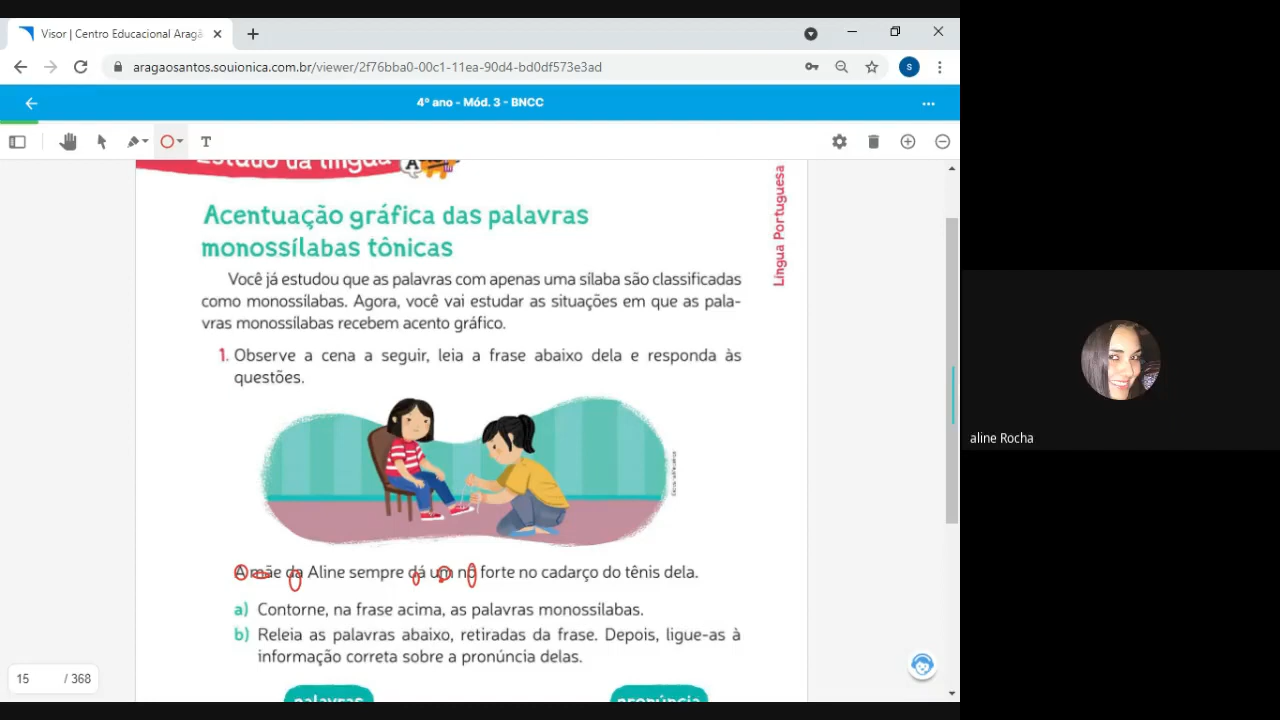 Visor | Centro Educacional Aragã
aragaosantos.souionica.com.br/viewer/2f76bba0-00c1-11ea-90d4-bd0df573e3ad
s
4º ano - Mód. 3 - BNCC
T
Estudo da língua
A
Língua Portuguesa
Acentuação gráfica das palavras
monossílabas tônicas
Você já estudou que as palavras com apenas uma sílaba são classificadas
como monossílabas. Agora, você vai estudar as situações em que as pala-
vras monossílabas recebem acento gráfico.
1. Observe a cena a seguir, leia a frase abaixo dela e responda às
questões.
A mãe da Aline sempre dá um nó forte no cadarço do tênis dela.
a) Contorne, na frase acima, as palavras monossílabas.
b) Releia as palavras abaixo, retiradas da frase. Depois, ligue-as à
informação correta sobre a pronúncia delas.
palavras pronúncia
15 / 368
aline Rocha